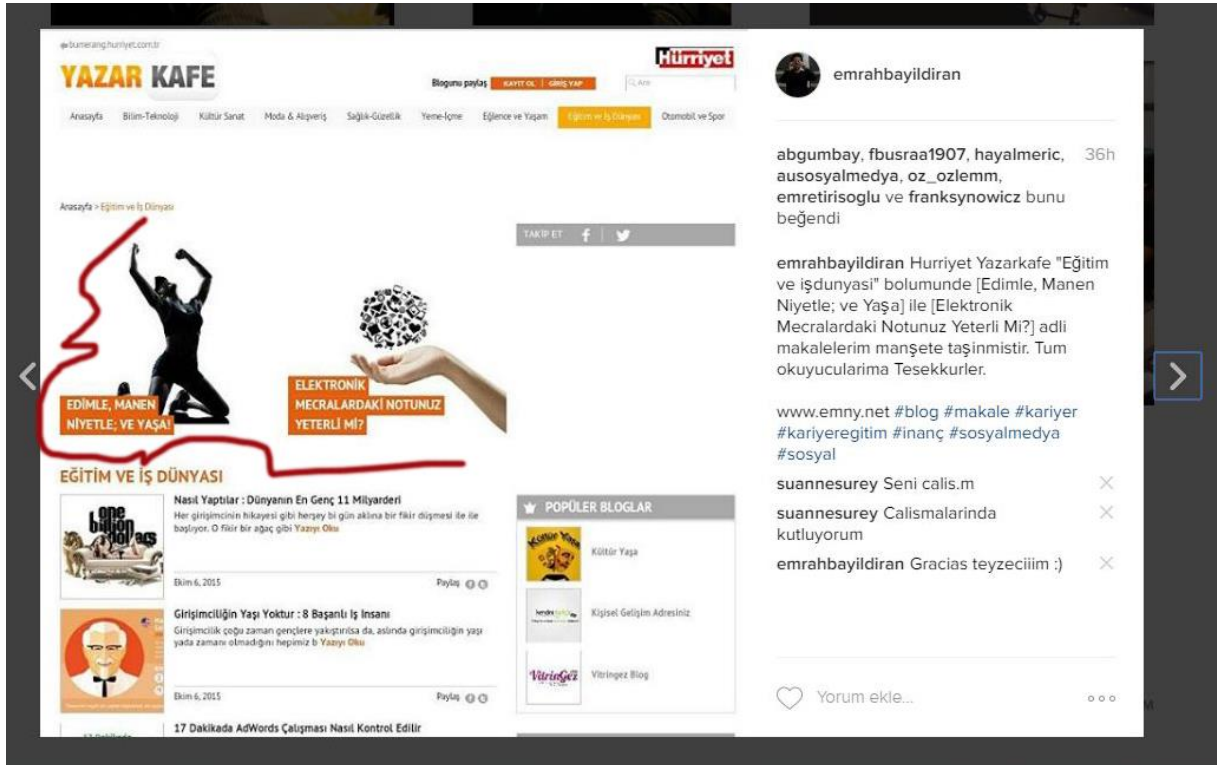 bumerang.hurriyet.com.tr
YAZAR KAFE
Hürriyet
Blogunu paylaş KAYIT OL | GİRİŞ YAP Ara
Anasayfa Bilim-Teknoloji Kültür Sanat Moda & Alışveriş Sağlık-Güzellik Yeme-İçme Eğlence ve Yaşam Eğitim ve İş Dünyası Otomobil ve Spor
Anasayfa > Eğitim ve İş Dünyası
TAKİP ET
EDİMLE, MANEN
NİYETLE; VE YAŞA!
ELEKTRONİK
MECRALARDAKİ NOTUNUZ
YETERLİ Mİ?
EĞİTİM VE İŞ DÜNYASI
one
billion
dollars
Nasıl Yaptılar : Dünyanın En Genç 11 Milyarderi
Her girişimcinin hikayesi gibi herşey bi gün aklına bir fikir düşmesi ile ile
başlıyor. O fikir bir ağaç gibi Yazıyı Oku
Ekim 6, 2015 Paylaş
Girişimciliğin Yaşı Yoktur : 8 Başarılı İş İnsanı
Girişimcilik çoğu zaman gençlere yakıştırılsa da, aslında girişimciliğin yaşı
yada zamanı olmadığını hepimiz b Yazıyı Oku
Ekim 6, 2015 Paylaş
17 Dakikada AdWords Çalışması Nasıl Kontrol Edilir
17 Dakikada
POPÜLER BLOGLAR
Kültür Yaşa
Kültür Yaşa
Kişisel Gelişim Adresiniz
VitrinGez
Vitringez Blog
emrahbayildiran
abgumbay, fbusraa1907, hayalmeric, 36h
ausosyalmedya, oz_ozlemm,
emretirisoglu ve franksynowicz bunu
beğendi
emrahbayildiran Hurriyet Yazarkafe "Eğitim
ve işdunyasi" bolumunde [Edimle, Manen
Niyetle; ve Yaşa] ile [Elektronik
Mecralardaki Notunuz Yeterli Mi?] adli
makalelerim manşete taşinmistir. Tum
okuyucularima Tesekkurler.
www.emny.net #blog #makale #kariyer
#kariyeregitim #inanç #sosyalmedya
#sosyal
suannesurey Seni calis.m
suannesurey Calismalarinda
kutluyorum
emrahbayildiran Gracias teyzeciiim :)
Yorum ekle...